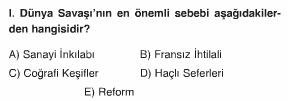 I. Dünya Savaşı'nın en önemli sebebi aşağıdakiler-
den hangisidir?
A) Sanayi İnkılabı B) Fransız İhtilali
C) Coğrafi Keşifler D) Haçlı Seferleri
E) Reform